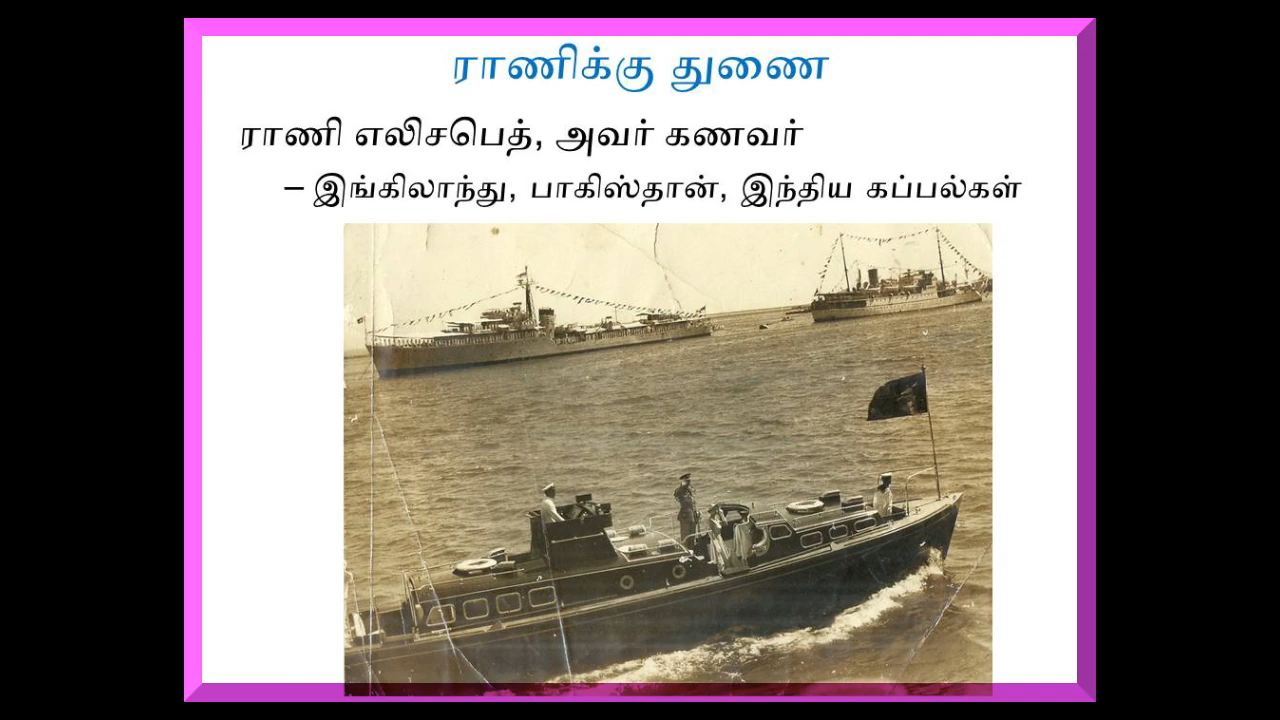 ராணிக்கு துணை
ராணி எலிசபெத், அவர் கணவர்
– இங்கிலாந்து, பாகிஸ்தான், இந்திய கப்பல்கள்